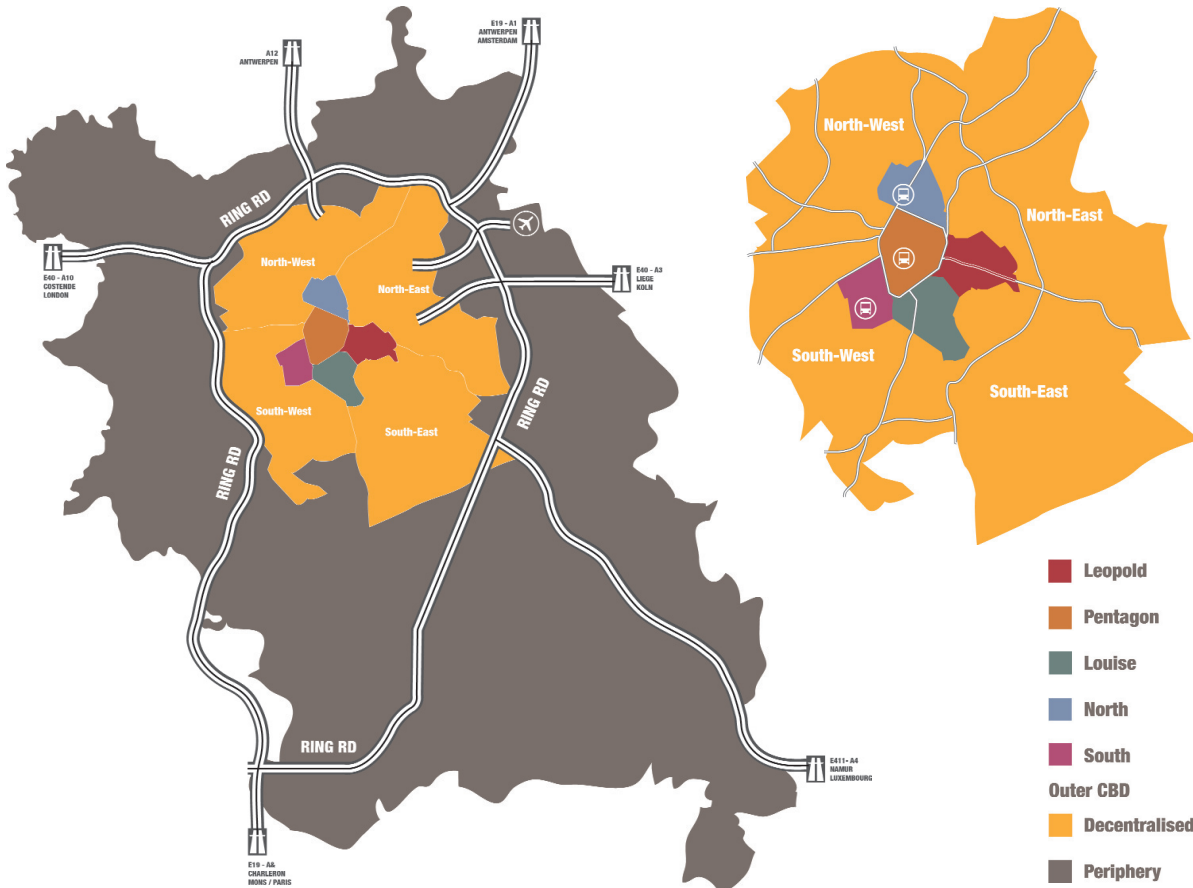 E19 - A1
ANTWERPEN
AMSTERDAM
A12
ANTWERPEN
RING RD
E40 - A10
COSTENDE
LONDON
North-West
North-East
E40 - A3
LIEGE
KOLN
South-West
South-East
RING RD
RING RD
RING RD
E411- A4
NAMUR
LUXEMBOURG
E19 - A&
CHARLERON
MONS / PARIS
North-West
North-East
South-West
South-East
Leopold
Pentagon
Louise
North
South
Outer CBD
Decentralised
Periphery